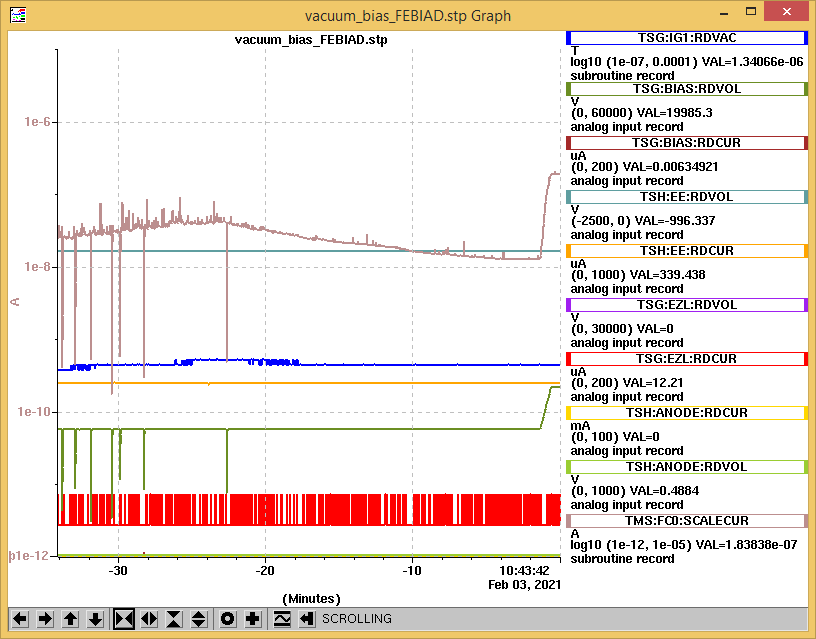 vacuum_bias_FEBIAD.stp Graph
vacuum_bias_FEBIAD.stp
1e-6
1e-8
A
1e-10
1e-12
-30
-20
-10
10:43:42
Feb 03, 2021
(Minutes)
TSG:IG1:RDVAC
T
log10 (1e-07, 0.0001) VAL=1.34066e-06
subroutine record
TSG:BIAS:RDVOL
V
(0, 60000) VAL=19985.3
analog input record
TSG:BIAS:RDCUR
uA
(0, 200) VAL=0.00634921
analog input record
TSH:EE:RDVOL
V
(-2500, 0) VAL=-996.337
analog input record
TSH:EE:RDCUR
uA
(0, 1000) VAL=339.438
analog input record
TSG:EZL:RDVOL
V
(0, 30000) VAL=0
analog input record
TSG:EZL:RDCUR
uA
(0, 200) VAL=12.21
analog input record
TSH:ANODE:RDCUR
mA
(0, 100) VAL=0
analog input record
TSH:ANODE:RDVOL
V
(0, 1000) VAL=0.4884
analog input record
TMS:FC0:SCALECUR
A
log10 (1e-12, 1e-05) VAL=1.83838e-07
subroutine record
SCROLLING